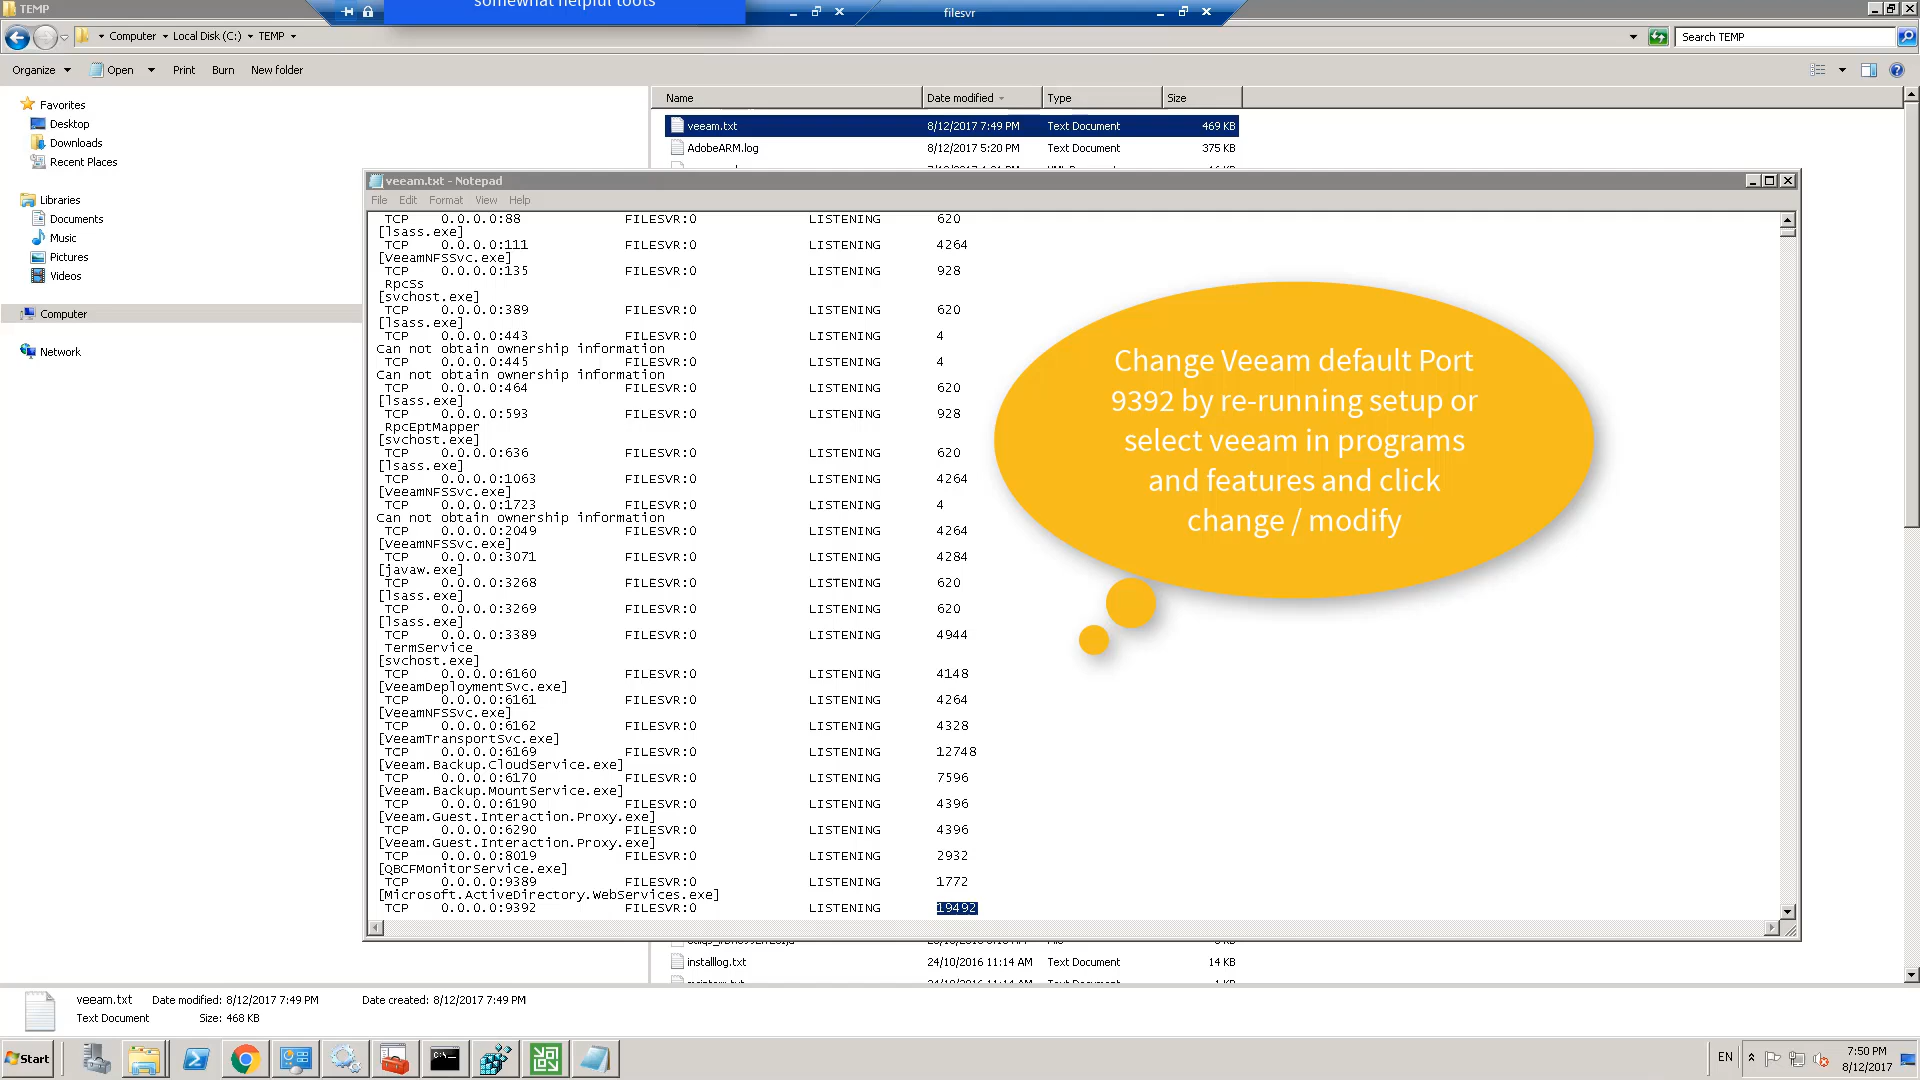 TEMP
somewhat helpful tools
filesvr
Computer Local Disk (C:) TEMP
Search TEMP
Organize Open Print Burn New folder
Name Date modified Type Size
Favorites
Desktop
Downloads
Recent Places
Libraries
Documents
Music
Pictures
Videos
Computer
Network
veeam.txt 8/12/2017 7:49 PM Text Document 469 KB
AdobeARM.log 8/12/2017 5:20 PM Text Document 375 KB
veeam.txt - Notepad
File Edit Format View Help
TCP 0.0.0.0:88 FILESVR:0 LISTENING 620
[lsass.exe]
TCP 0.0.0.0:111 FILESVR:0 LISTENING 4264
[VeeamNFSSvc.exe]
TCP 0.0.0.0:135 FILESVR:0 LISTENING 928
RpcSs
[svchost.exe]
TCP 0.0.0.0:389 FILESVR:0 LISTENING 620
[lsass.exe]
TCP 0.0.0.0:443 FILESVR:0 LISTENING 4
Can not obtain ownership information
TCP 0.0.0.0:445 FILESVR:0 LISTENING 4
Can not obtain ownership information
TCP 0.0.0.0:464 FILESVR:0 LISTENING 620
[lsass.exe]
TCP 0.0.0.0:593 FILESVR:0 LISTENING 928
RpcEptMapper
[svchost.exe]
TCP 0.0.0.0:636 FILESVR:0 LISTENING 620
[lsass.exe]
TCP 0.0.0.0:1063 FILESVR:0 LISTENING 4264
[VeeamNFSSvc.exe]
TCP 0.0.0.0:1723 FILESVR:0 LISTENING 4
Can not obtain ownership information
TCP 0.0.0.0:2049 FILESVR:0 LISTENING 4264
[VeeamNFSSvc.exe]
TCP 0.0.0.0:3071 FILESVR:0 LISTENING 4284
[javaw.exe]
TCP 0.0.0.0:3268 FILESVR:0 LISTENING 620
[lsass.exe]
TCP 0.0.0.0:3269 FILESVR:0 LISTENING 620
[lsass.exe]
TCP 0.0.0.0:3389 FILESVR:0 LISTENING 4944
TermService
[svchost.exe]
TCP 0.0.0.0:6160 FILESVR:0 LISTENING 4148
[VeeamDeploymentSvc.exe]
TCP 0.0.0.0:6161 FILESVR:0 LISTENING 4264
[VeeamNFSSvc.exe]
TCP 0.0.0.0:6162 FILESVR:0 LISTENING 4328
[VeeamTransportSvc.exe]
TCP 0.0.0.0:6169 FILESVR:0 LISTENING 12748
[Veeam.Backup.CloudService.exe]
TCP 0.0.0.0:6170 FILESVR:0 LISTENING 7596
[Veeam.Backup.MountService.exe]
TCP 0.0.0.0:6190 FILESVR:0 LISTENING 4396
[Veeam.Guest.Interaction.Proxy.exe]
TCP 0.0.0.0:6290 FILESVR:0 LISTENING 4396
[Veeam.Guest.Interaction.Proxy.exe]
TCP 0.0.0.0:8019 FILESVR:0 LISTENING 2932
[QBCFMonitorService.exe]
TCP 0.0.0.0:9389 FILESVR:0 LISTENING 1772
[Microsoft.ActiveDirectory.WebServices.exe]
TCP 0.0.0.0:9392 FILESVR:0 LISTENING 19492
Change Veeam default Port
9392 by re-running setup or
select veeam in programs
and features and click
change / modify
installlog.txt 24/10/2016 11:14 AM Text Document 14 KB
veeam.txt Date modified: 8/12/2017 7:49 PM Date created: 8/12/2017 7:49 PM
Text Document Size: 468 KB
Start
EN
7:50 PM
8/12/2017